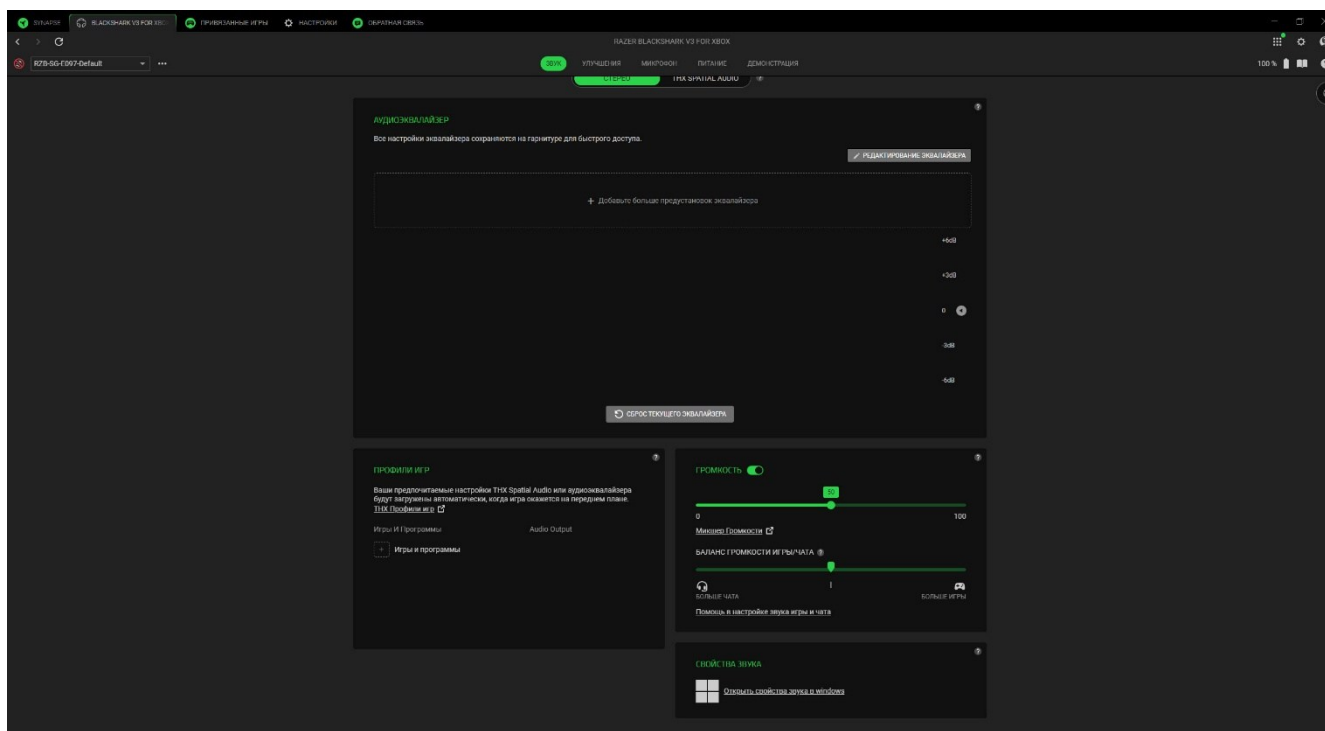 SYNAPSE
BLACKSHARK V3 FOR XBO
ПРИВЯЗАННЫЕ ИГРЫ
НАСТРОЙКИ
ОБРАТНАЯ СВЯЗЬ
RAZER BLACKSHARK V3 FOR XBOX
RZB-SG-E097-Default
ЗВУК
УЛУЧШЕНИЯ
МИКРОФОН
ПИТАНИЕ
ДЕМОНСТРАЦИЯ
100 %
СТЕРЕО
THX SPATIAL AUDIO
АУДИОЭКВАЛАЙЗЕР
Все настройки эквалайзера сохраняются на гарнитуре для быстрого доступа.
РЕДАКТИРОВАНИЕ ЭКВАЛАЙЗЕРА
+ Добавьте больше предустановок эквалайзера
+6dB
+3dB
0
-3dB
-6dB
СБРОС ТЕКУЩЕГО ЭКВАЛАЙЗЕРА
ПРОФИЛИ ИГР
Ваши предпочитаемые настройки THX Spatial Audio или аудиоэквалайзера
будут загружены автоматически, когда игра окажется на переднем плане.
THX Профили игр
Игры И Программы
Audio Output
+ Игры и программы
ГРОМКОСТЬ
50
0
100
Микшер Громкости
БАЛАНС ГРОМКОСТИ ИГРЫ/ЧАТА
БОЛЬШЕ ЧАТА
БОЛЬШЕ ИГРЫ
Помощь в настройке звука игры и чата
СВОЙСТВА ЗВУКА
Открыть свойства звука в windows